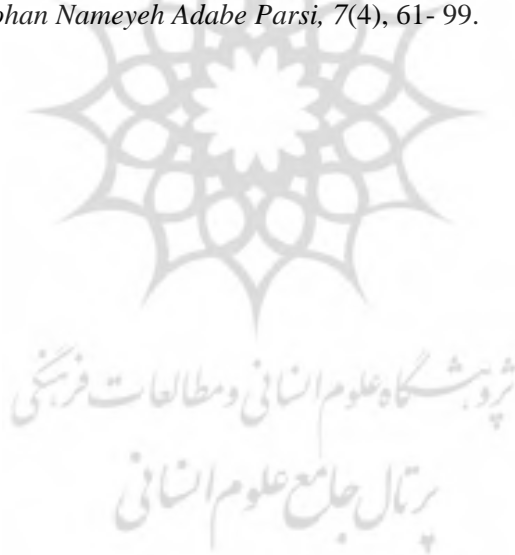 ohan Nameyeh Adabe Parsi, 7(4), 61- 99.
پژوهشگاه علوم انسانی و مطالعات فرهنگی
پرتال جامع علوم انسانی